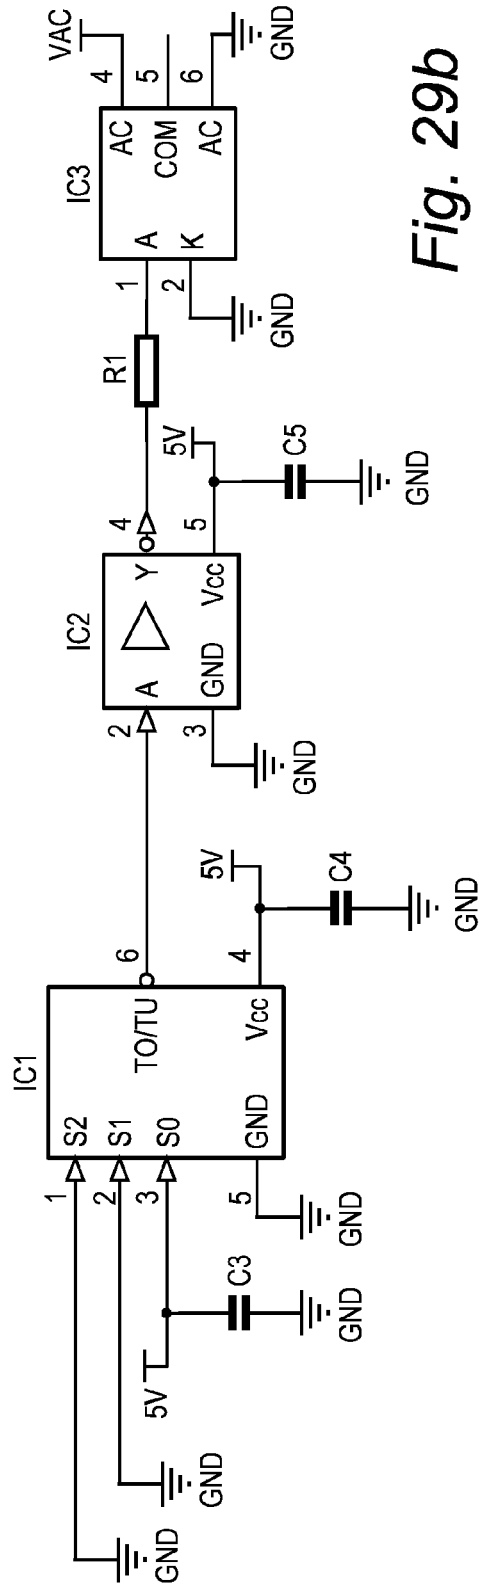 IC1
1
S2
2
S1
3
S0
TO/TU
6
5
GND
Vcc
4
GND
GND
5V
C3
GND
GND
5V
C4
GND
IC2
2
A
Y
4
3
GND
Vcc
5
GND
5V
C5
GND
R1
IC3
1
A
2
K
GND
AC
4
VAC
COM
5
AC
6
GND
Fig. 29b